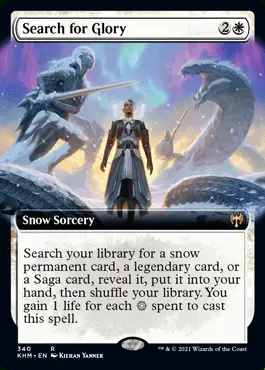 Search for Glory 2
Snow Sorcery
Search your library for a snow
permanent card, a legendary card, or
a Saga card, reveal it, put it into your
hand, then shuffle your library. You
gain 1 life for each spent to cast
this spell.
340 R
KHM • EN KIERAN YANNER
™ & © 2021 Wizards of the Coast